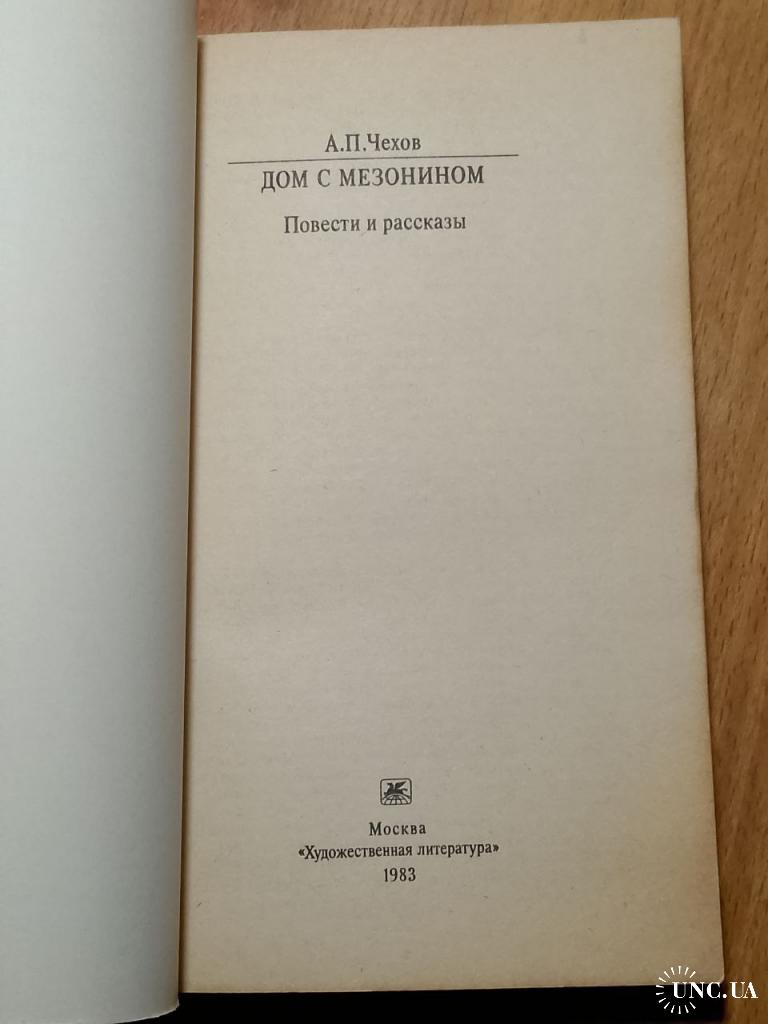 А.П.Чехов
ДОМ С МЕЗОНИНОМ
Повести и рассказы
Москва
«Художественная литература»
1983
UNC.UA